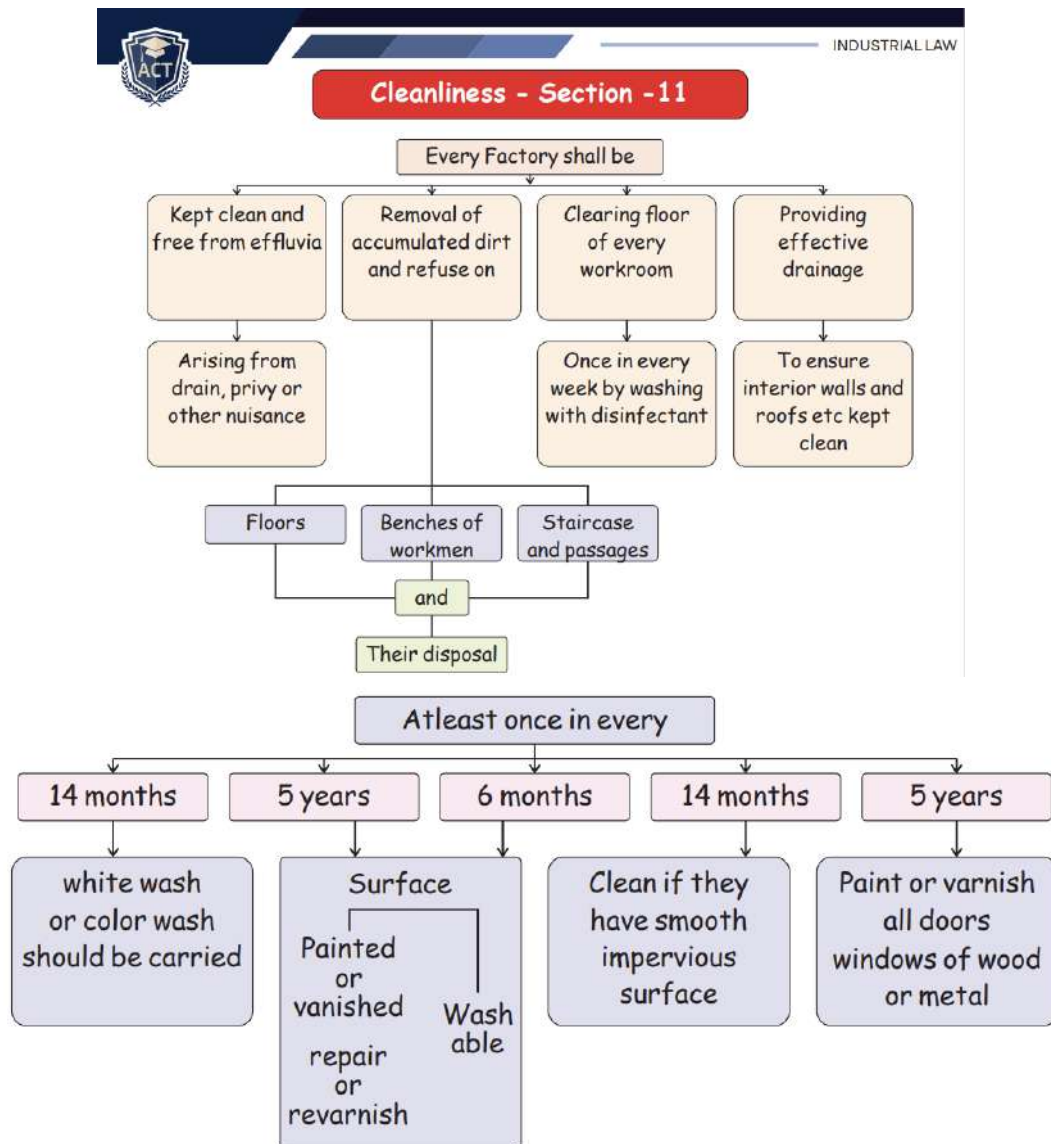 ACT
INDUSTRIAL LAW
Cleanliness - Section -11
Every Factory shall be
Kept clean and
free from effluvia
Removal of
accumulated dirt
and refuse on
Clearing floor
of every
workroom
Providing
effective
drainage
Arising from
drain, privy or
other nuisance
Once in every
week by washing
with disinfectant
To ensure
interior walls and
roofs etc kept
clean
Floors
Benches of
workmen
Staircase
and passages
and
Their disposal
Atleast once in every
14 months
5 years
6 months
14 months
5 years
white wash
or color wash
should be carried
Surface
Painted
or
vanished
repair
or
revarnish
Wash
able
Clean if they
have smooth
impervious
surface
Paint or varnish
all doors
windows of wood
or metal